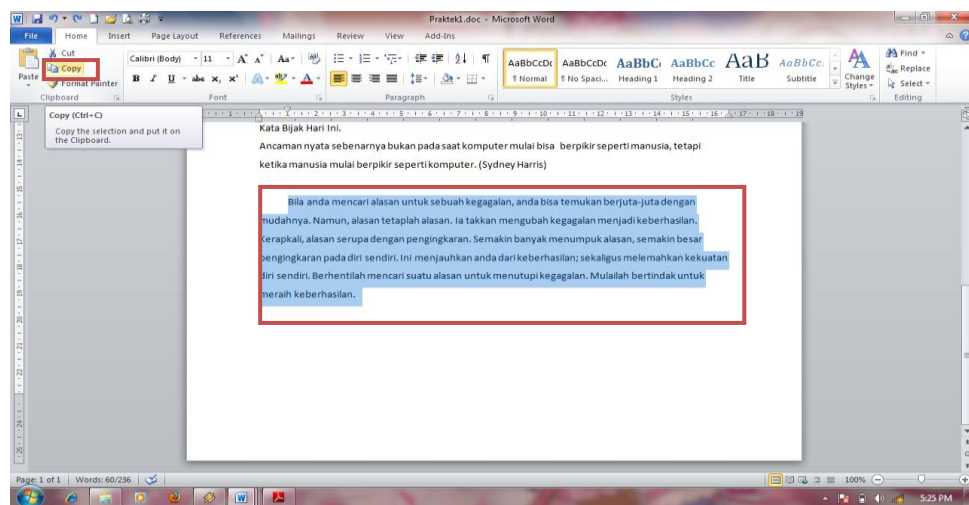 Praktek1.doc - Microsoft Word
File Home Insert Page Layout References Mailings Review View Add-Ins
Cut
Copy
Format Painter
Paste
Clipboard
Calibri (Body) 11
Font
Paragraph
AaBbCcDc AaBbCcDc AaBbC AaBbCc AaB AaBbCc.
¶ Normal ¶ No Spaci... Heading 1 Heading 2 Title Subtitle
Change Styles
Styles
Find
Replace
Select
Editing
Copy (Ctrl+C)
Copy the selection and put it on
the Clipboard.
Kata Bijak Hari Ini.
Ancaman nyata sebenarnya bukan pada saat komputer mulai bisa berpikir seperti manusia, tetapi
ketika manusia mulai berpikir seperti komputer. (Sydney Harris)
Bila anda mencari alasan untuk sebuah kegagalan, anda bisa temukan berjuta-juta dengan
mudahnya. Namun, alasan tetaplah alasan. Ia takkan mengubah kegagalan menjadi keberhasilan.
Kerapkali, alasan serupa dengan pengingkaran. Semakin banyak menumpuk alasan, semakin besar
pengingkaran pada diri sendiri. Ini menjauhkan anda dari keberhasilan; sekaligus melemahkan kekuatan
diri sendiri. Berhentilah mencari suatu alasan untuk menutupi kegagalan. Mulailah bertindak untuk
meraih keberhasilan.
Page: 1 of 1 Words: 60/236
100%
5:25 PM